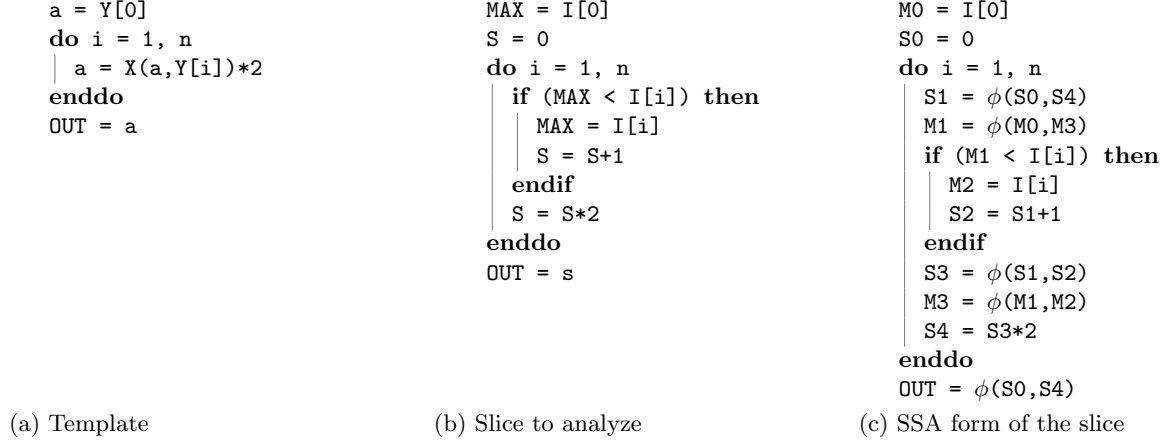 a = Y[0]
do i = 1, n
a = X(a,Y[i])*2
enddo
OUT = a
(a) Template
MAX = I[0]
S = 0
do i = 1, n
if (MAX < I[i]) then
MAX = I[i]
S = S+1
endif
S = S*2
enddo
OUT = s
(b) Slice to analyze
M0 = I[0]
S0 = 0
do i = 1, n
S1 = ϕ(S0,S4)
M1 = ϕ(M0,M3)
if (M1 < I[i]) then
M2 = I[i]
S2 = S1+1
endif
S3 = ϕ(S1,S2)
M3 = ϕ(M1,M2)
S4 = S3*2
enddo
OUT = ϕ(S0,S4)
(c) SSA form of the slice